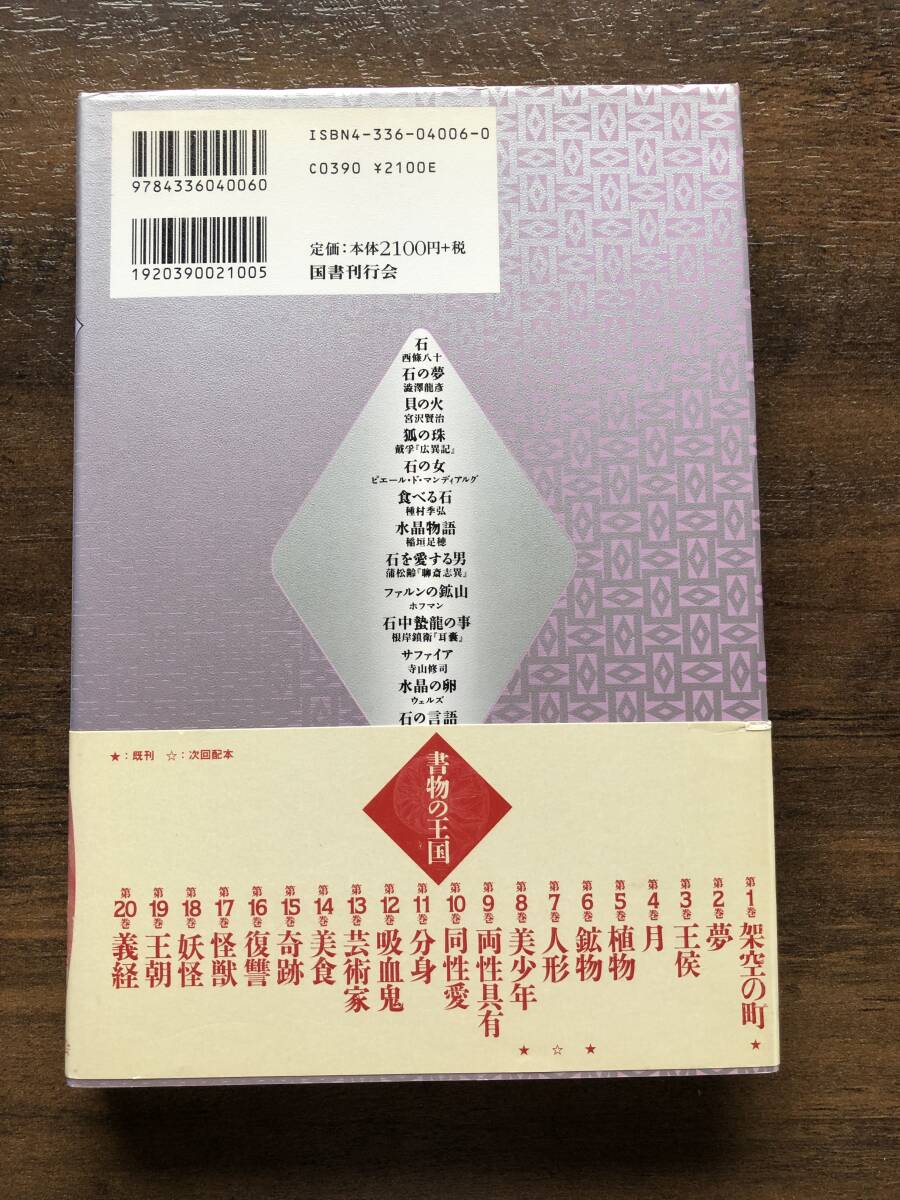 9784336040060
1920390021005
ISBN4-336-04006-0
C0390 ¥2100E
定価：本体2100円+税
国書刊行会
石
西條八十
石の夢
澁澤龍彦
貝の火
宮沢賢治
狐の珠
戴孚『広異記』
石の女
ピエール・ド・マンディアルグ
食べる石
種村季弘
水晶物語
稲垣足穂
石を愛する男
蒲松齢『聊斎志異』
ファルンの鉱山
ホフマン
石中蟄龍の事
根岸鎮衛『耳囊』
サファイア
寺山修司
水晶の卵
ウェルズ
石の言語
★：既刊 ☆：次回配本
書物の王国
第1巻 架空の町 ★
第2巻 夢
第3巻 王侯
第4巻 月
第5巻 植物
第6巻 鉱物 ★
第7巻 人形 ☆
第8巻 美少年 ★
第9巻 両性具有
第10巻 同性愛
第11巻 分身
第12巻 吸血鬼
第13巻 芸術家
第14巻 美食
第15巻 奇跡
第16巻 復讐
第17巻 怪獣
第18巻 妖怪
第19巻 王朝
第20巻 義経